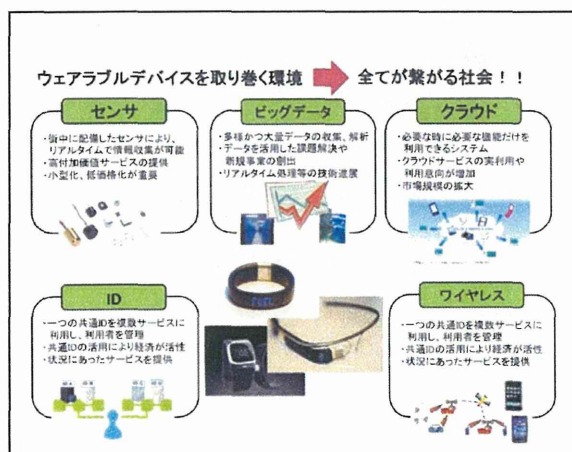 ウェアラブルデバイスを取り巻く環境 全てが繋がる社会！！
センサ
・街中に配備したセンサにより、
リアルタイムで情報収集が可能
・高付加価値サービスの提供
・小型化、低価格化が重要
ビッグデータ
・多様かつ大量データの収集、解析
・データを活用した課題解決や
新規事業の創出
・リアルタイム処理等の技術進展
クラウド
・必要な時に必要な機能だけを
利用できるシステム
・クラウドサービスの実利用や
利用意向が増加
・市場規模の拡大
ID
・一つの共通IDを複数サービスに
利用し、利用者を管理
・共通IDの活用により経済が活性
・状況にあったサービスを提供
FUEL
ワイヤレス
・一つの共通IDを複数サービスに
利用し、利用者を管理
・共通IDの活用により経済が活性
・状況にあったサービスを提供